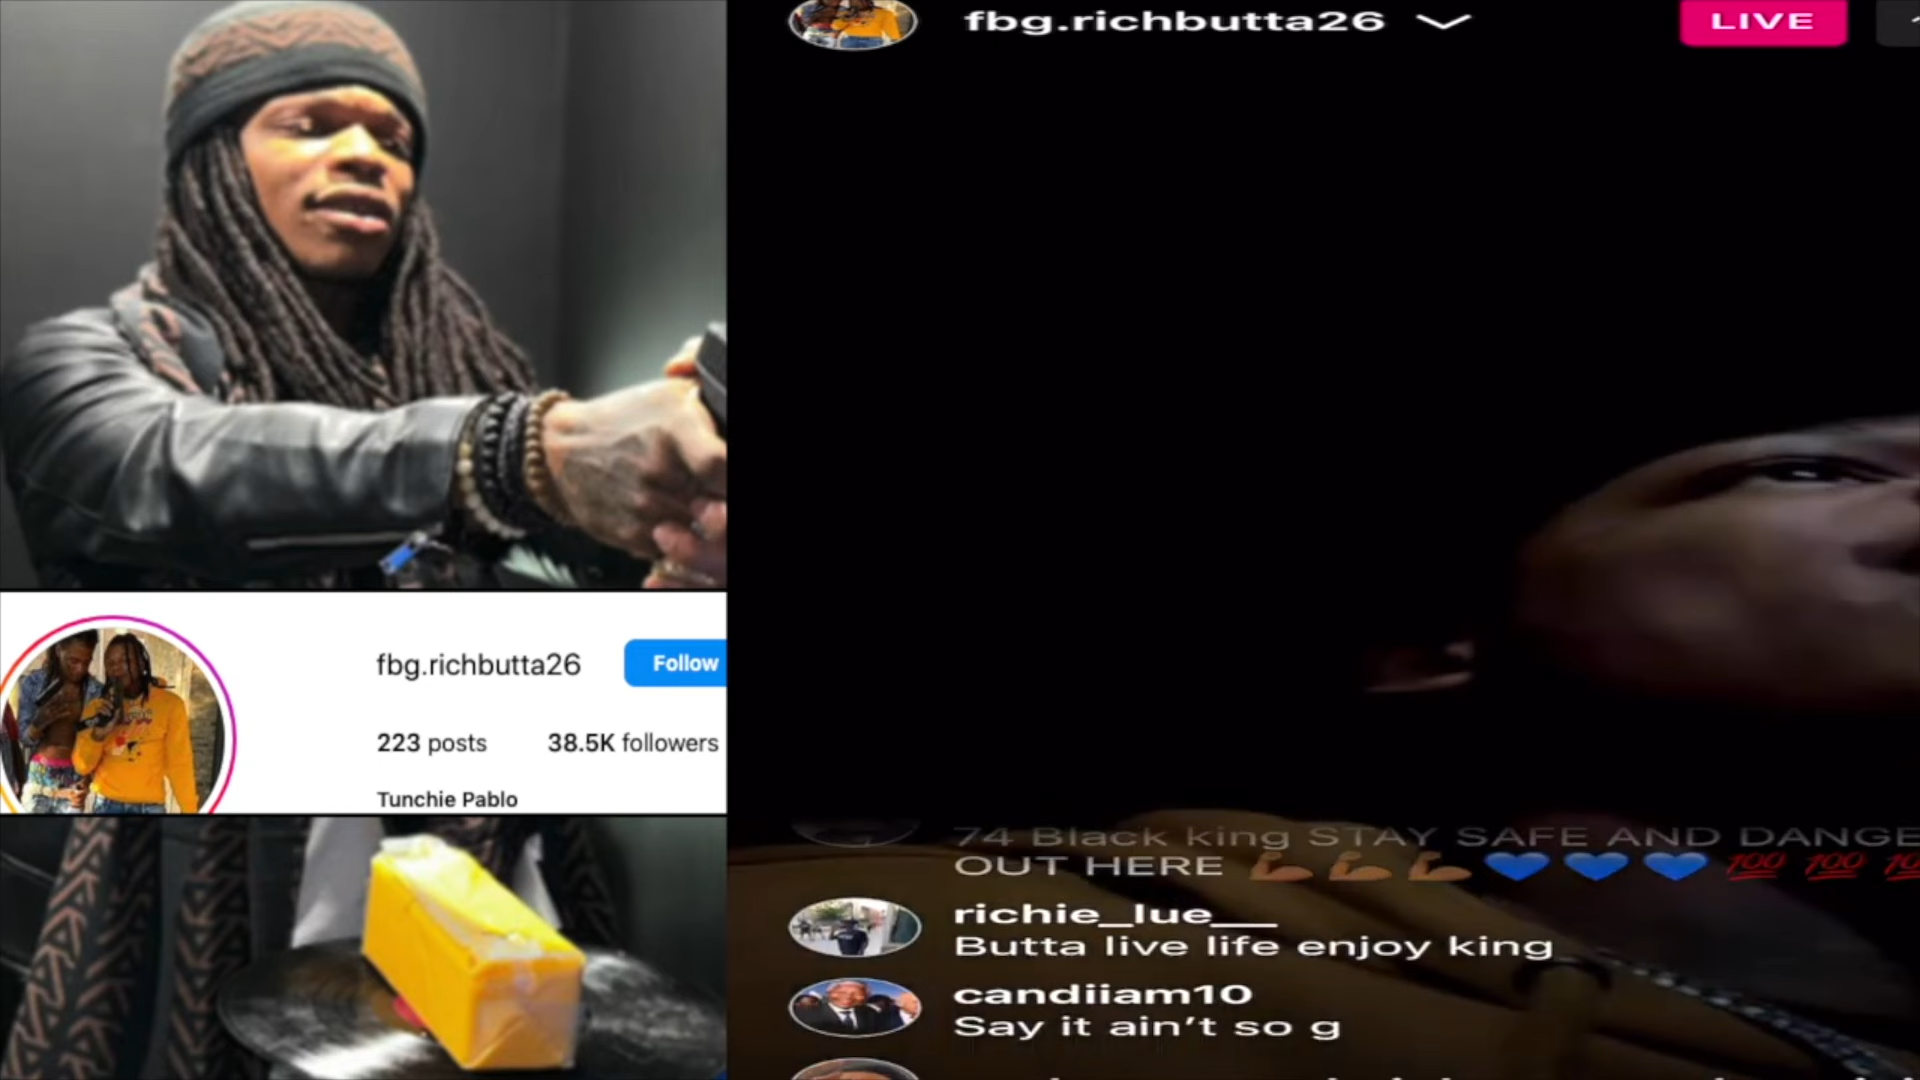 fbg.richbutta26
LIVE
fbg.richbutta26
Follow
223 posts 38.5K followers
Tunchie Pablo
74 Black king STAY SAFE AND DANGE
OUT HERE 💪🏾💪🏾💪🏾💙💙💙💯💯💯
richie_lue__
Butta live life enjoy king
candiiam10
Say it ain't so g